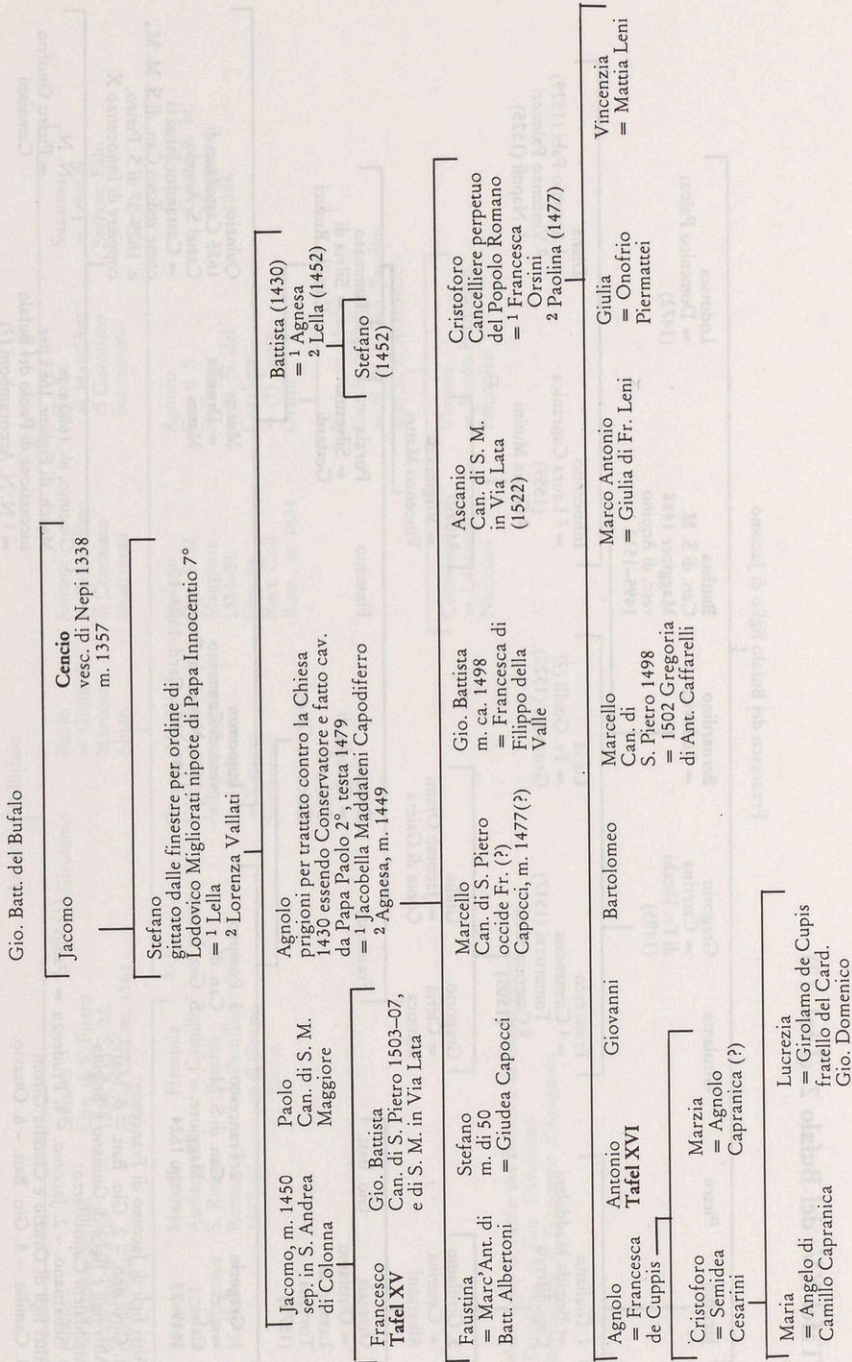 Gio. Batt. del Bufalo
Jacomo
Cencio
vesc. di Nepi 1338
m. 1357
Stefano
gittato dalle finestre per ordine di
Lodovico Migliorati nipote di Papa Innocentio 7°
= 1 Lella
2 Lorenza Vallati
Jacomo, m. 1450
sep. in S. Andrea
di Colonna
Paolo
Can. di S. M.
Maggiore
Agnolo
prigioni per trattato contro la Chiesa
1430 essendo Conservatore e fatto cav.
da Papa Paolo 2°, testa 1479
= 1 Jacobella Maddaleni Capodiferro
2 Agnesa, m. 1449
Battista (1430)
= 1 Agnesa
2 Lella (1452)
Stefano
(1452)
Francesco
Tafel XV
Gio. Battista
Can. di S. Pietro 1503–07,
e di S. M. in Via Lata
Faustina
= Marc'Ant. di
Batt. Albertoni
Stefano
m. di 50
= Giudea Capocci
Marcello
Can. di S. Pietro
occide Fr. (?)
Capocci, m. 1477(?)
Gio. Battista
m. ca. 1498
= Francesca di
Filippo della
Valle
Ascanio
Can. di S. M.
in Via Lata
(1522)
Cristoforo
Cancelliere perpetuo
del Popolo Romano
= 1 Francesca
Orsini
2 Paolina (1477)
Agnolo
= Francesca
de Cuppis
Antonio
Tafel XVI
Giovanni
Bartolomeo
Marcello
Can. di
S. Pietro 1498
= 1502 Gregoria
di Ant. Caffarelli
Marco Antonio
= Giulia di Fr. Leni
Giulia
= Onofrio
Piermattei
Vincenzia
= Mattia Leni
Cristoforo
= Semidea
Cesarini
Marzia
= Agnolo
Capranica (?)
Maria
= Angelo di
Camillo Capranica
Lucrezia
= Girolamo de Cupis
fratello del Card.
Gio. Domenico